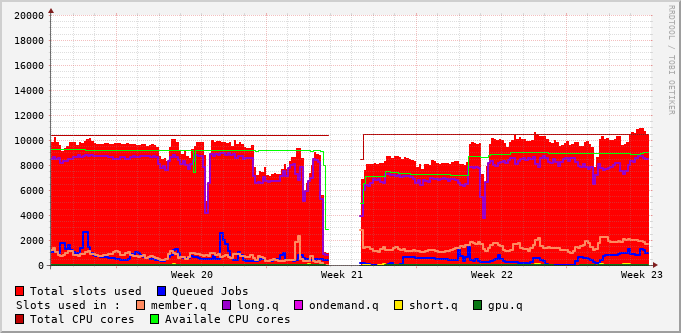 20000
18000
16000
14000
12000
10000
8000
6000
4000
2000
0
Week 20 Week 21 Week 22 Week 23
RRDTOOL / TOBI OETIKER
Total slots used Queued Jobs
Slots used in : member.q long.q ondemand.q short.q gpu.q
Total CPU cores Availale CPU cores